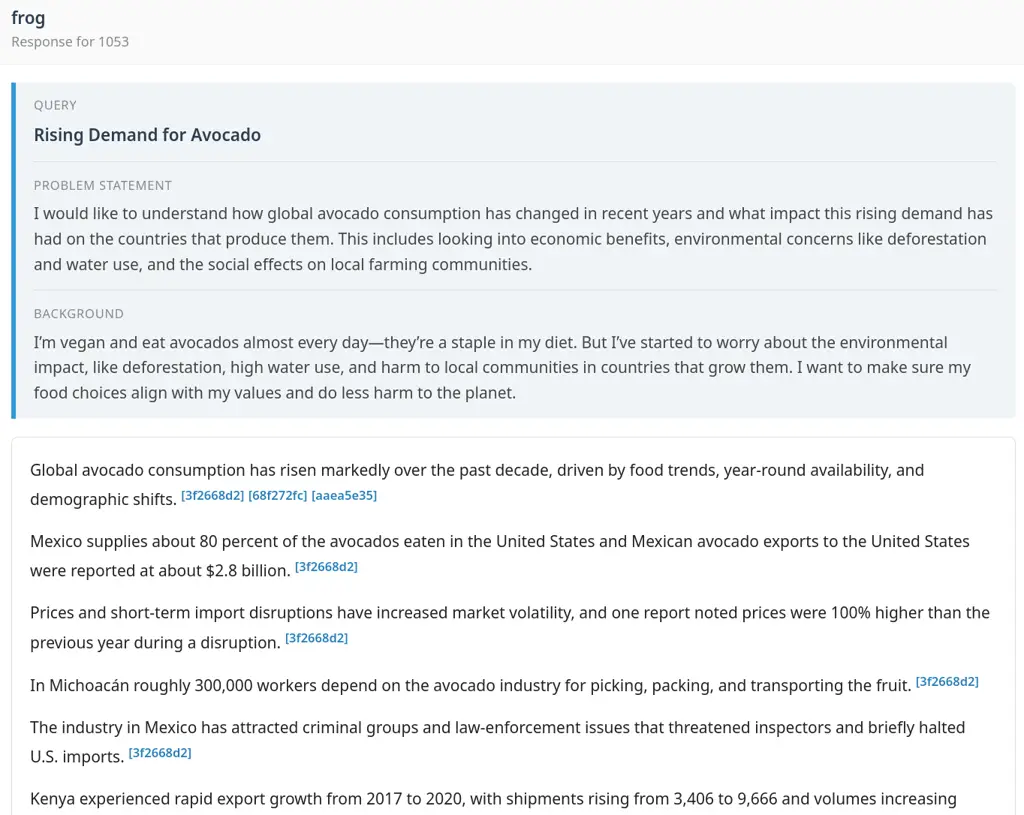 frog
Response for 1053
QUERY
Rising Demand for Avocado
PROBLEM STATEMENT
I would like to understand how global avocado consumption has changed in recent years and what impact this rising demand has
had on the countries that produce them. This includes looking into economic benefits, environmental concerns like deforestation
and water use, and the social effects on local farming communities.
BACKGROUND
I’m vegan and eat avocados almost every day—they’re a staple in my diet. But I’ve started to worry about the environmental
impact, like deforestation, high water use, and harm to local communities in countries that grow them. I want to make sure my
food choices align with my values and do less harm to the planet.
Global avocado consumption has risen markedly over the past decade, driven by food trends, year-round availability, and
demographic shifts. [3f2668d2] [68f272fc] [aaea5e35]
Mexico supplies about 80 percent of the avocados eaten in the United States and Mexican avocado exports to the United States
were reported at about $2.8 billion. [3f2668d2]
Prices and short-term import disruptions have increased market volatility, and one report noted prices were 100% higher than the
previous year during a disruption. [3f2668d2]
In Michoacán roughly 300,000 workers depend on the avocado industry for picking, packing, and transporting the fruit. [3f2668d2]
The industry in Mexico has attracted criminal groups and law-enforcement issues that threatened inspectors and briefly halted
U.S. imports. [3f2668d2]
Kenya experienced rapid export growth from 2017 to 2020, with shipments rising from 3,406 to 9,666 and volumes increasing